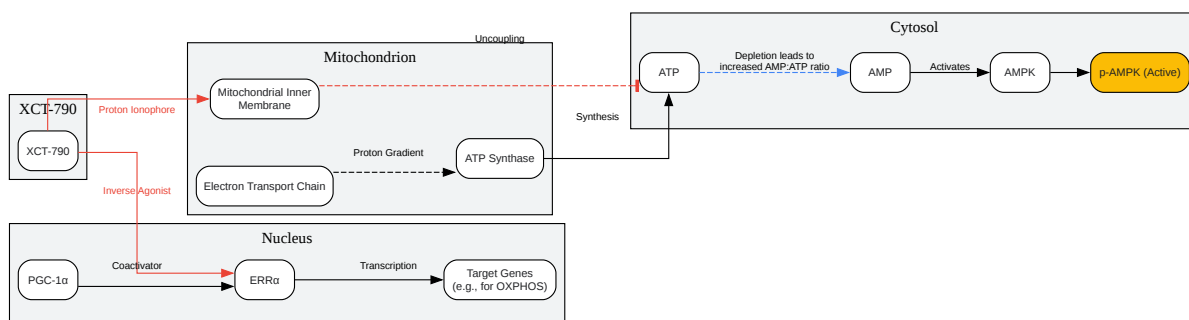 Cytosol
Uncoupling
Mitochondrion
ATP
Depletion leads to
increased AMP:ATP ratio
AMP
Activates
AMPK
p-AMPK (Active)
Mitochondrial Inner
Membrane
XCT-790
Proton Ionophore
Synthesis
XCT-790
Proton Gradient
ATP Synthase
Electron Transport Chain
Inverse Agonist
Nucleus
PGC-1α
Coactivator
ERRα
Transcription
Target Genes
(e.g., for OXPHOS)